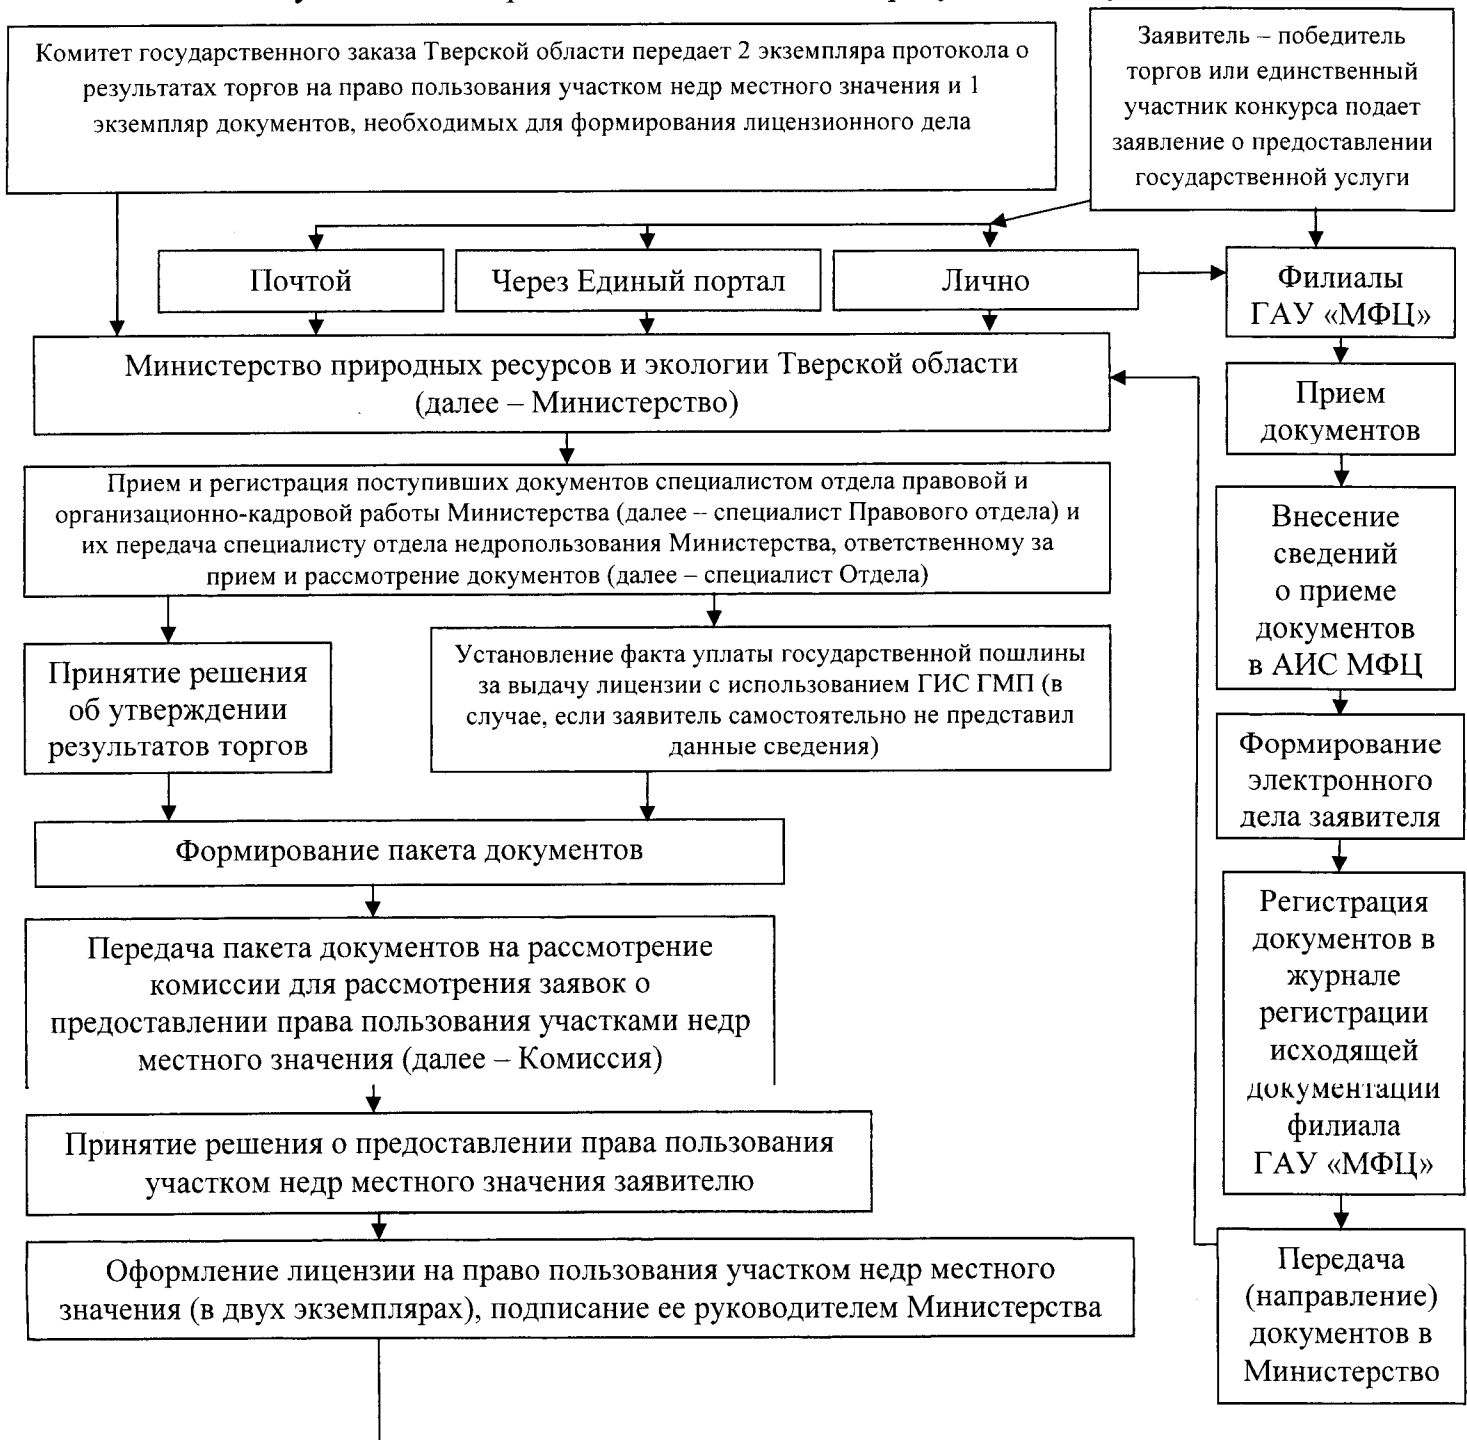 Комитет государственного заказа Тверской области передает 2 экземпляра протокола о
результатах торгов на право пользования участком недр местного значения и 1
экземпляр документов, необходимых для формирования лицензионного дела
Заявитель – победитель
торгов или единственный
участник конкурса подает
заявление о предоставлении
государственной услуги
Почтой
Через Единый портал
Лично
Филиалы
ГАУ «МФЦ»
Министерство природных ресурсов и экологии Тверской области
(далее – Министерство)
Прием
документов
Прием и регистрация поступивших документов специалистом отдела правовой и
организационно-кадровой работы Министерства (далее – специалист Правового отдела) и
их передача специалисту отдела недропользования Министерства, ответственному за
прием и рассмотрение документов (далее – специалист Отдела)
Внесение
сведений
о приеме
документов
в АИС МФЦ
Принятие решения
об утверждении
результатов торгов
Установление факта уплаты государственной пошлины
за выдачу лицензии с использованием ГИС ГМП (в
случае, если заявитель самостоятельно не представил
данные сведения)
Формирование
электронного
дела заявителя
Формирование пакета документов
Регистрация
документов в
журнале
регистрации
исходящей
документации
филиала
ГАУ «МФЦ»
Передача пакета документов на рассмотрение
комиссии для рассмотрения заявок о
предоставлении права пользования участками недр
местного значения (далее – Комиссия)
Принятие решения о предоставлении права пользования
участком недр местного значения заявителю
Оформление лицензии на право пользования участком недр местного
значения (в двух экземплярах), подписание ее руководителем Министерства
Передача
(направление)
документов в
Министерство